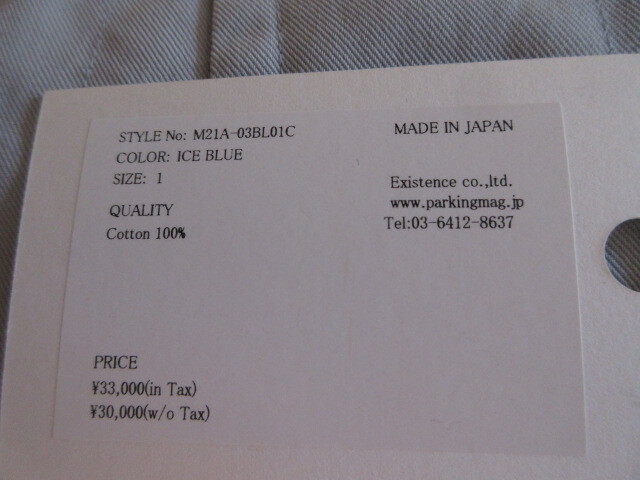 STYLE No: M21A-03BL01C
COLOR: ICE BLUE
SIZE: 1
QUALITY
Cotton 100%
MADE IN JAPAN
Existence co.,ltd.
www.parkingmag.jp
Tel:03-6412-8637
PRICE
¥33,000(in Tax)
¥30,000(w/o Tax)